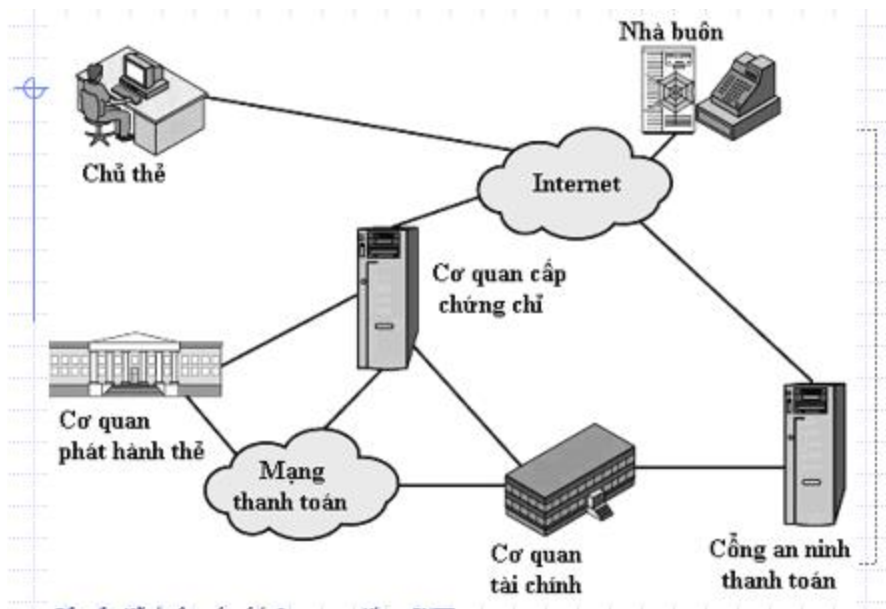 Nhà buôn
Chủ thẻ
Internet
Cơ quan cấp
chứng chỉ
Cơ quan
phát hành thẻ
Mạng
thanh toán
Cơ quan
tài chính
Cổng an ninh
thanh toán